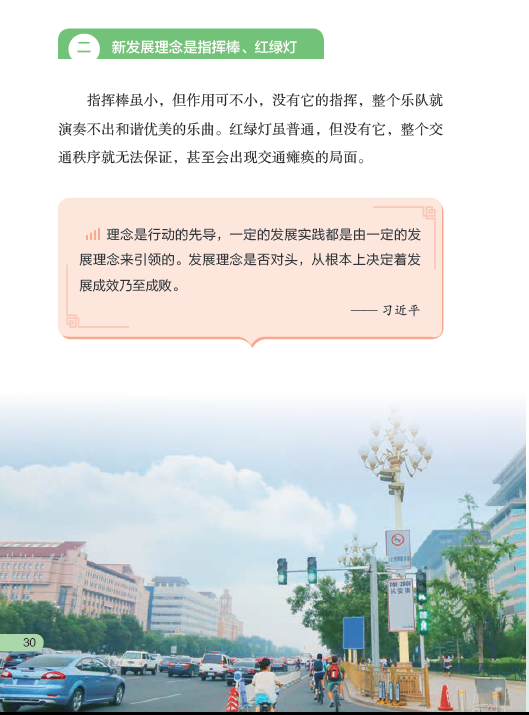 二 新发展理念是指挥棒、红绿灯
指挥棒虽小，但作用可不小，没有它的指挥，整个乐队就
演奏不出和谐优美的乐曲。红绿灯虽普通，但没有它，整个交
通秩序就无法保证，甚至会出现交通瘫痪的局面。
理念是行动的先导，一定的发展实践都是由一定的发
展理念来引领的。发展理念是否对头，从根本上决定着发
展成效乃至成败。
—— 习近平
30